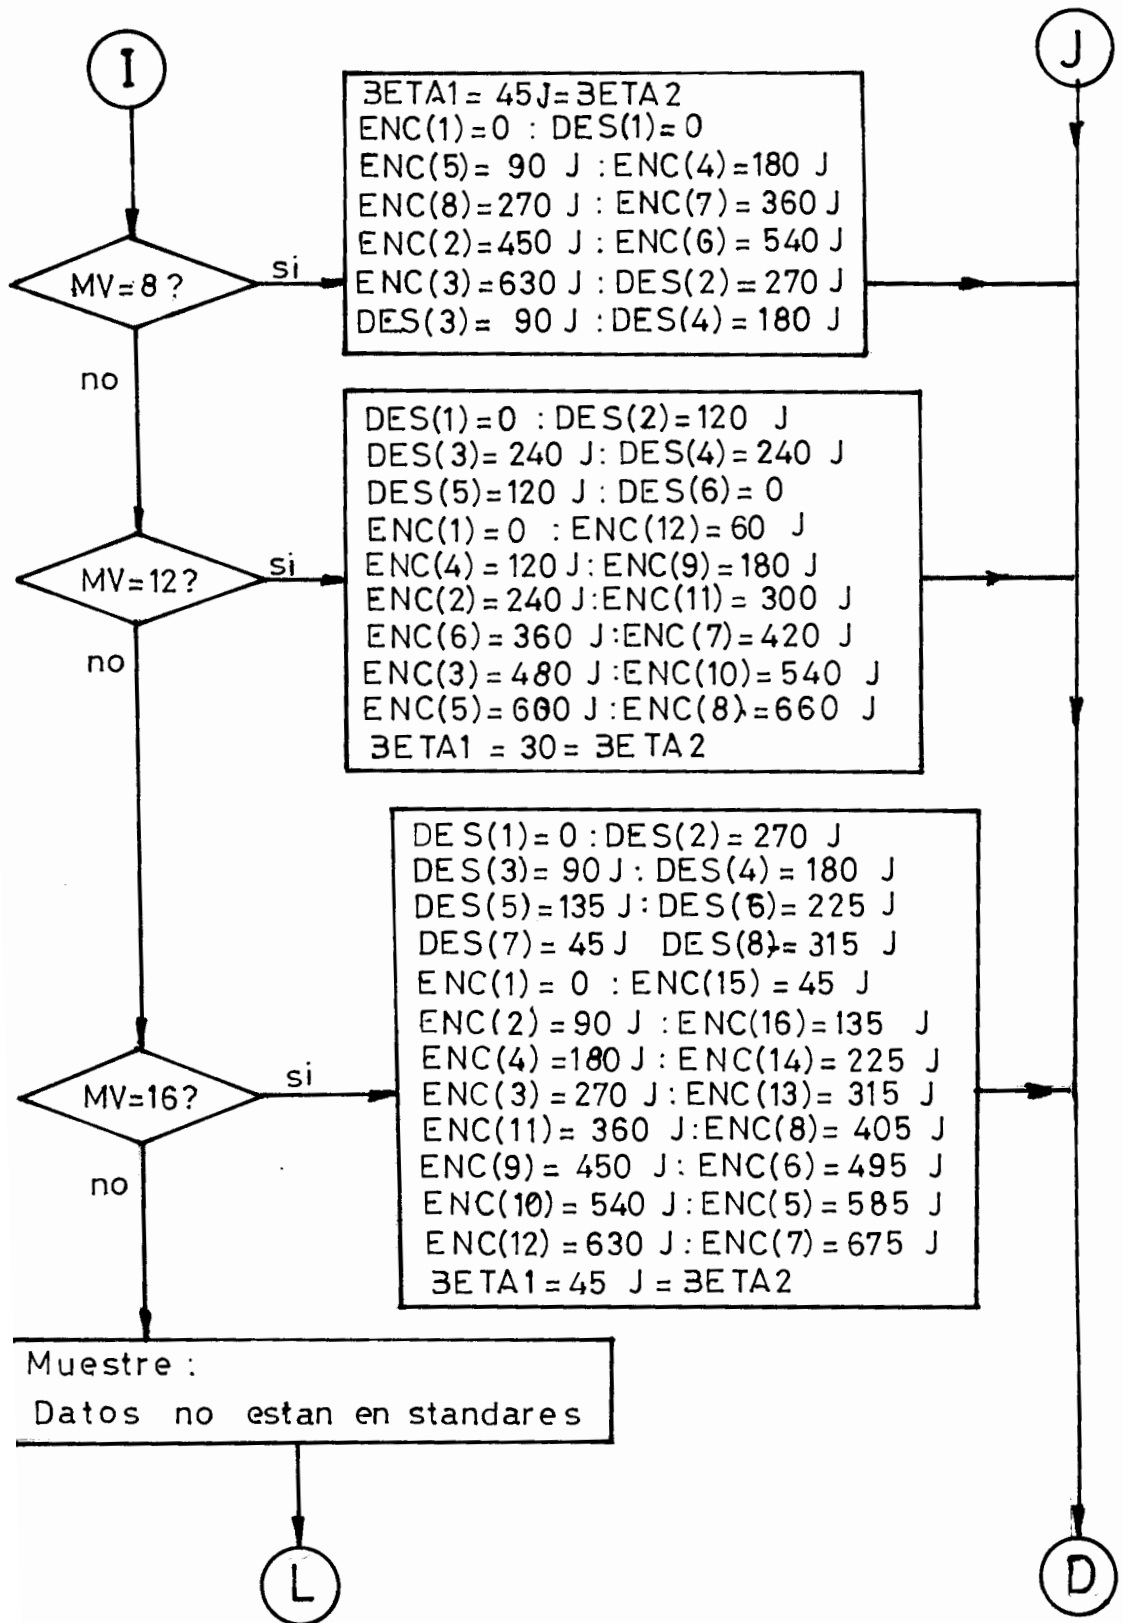 I
J
BETA1= 45J=BETA2
ENC(1)=0 : DES(1)=0
ENC(5)= 90 J :ENC(4)=180 J
ENC(8)=270 J : ENC(7)=360 J
ENC(2)=450 J : ENC(6)=540 J
ENC(3)=630 J : DES(2)=270 J
DES(3)= 90 J :DES(4)=180 J
MV=8 ?
si
no
DES(1)=0 :DES(2)=120 J
DES(3)=240 J: DES(4)=240 J
DES(5)=120 J : DES(6)=0
ENC(1)=0 :ENC(12)=60 J
ENC(4)=120 J:ENC(9)=180 J
ENC(2)=240 J:ENC(11)=300 J
ENC(6)=360 J:ENC(7)=420 J
ENC(3)=480 J :ENC(10)=540 J
ENC(5)=600 J:ENC(8)=660 J
BETA1 = 30= BETA2
MV=12?
si
no
DES(1)=0 :DES(2)=270 J
DES(3)= 90J : DES(4)=180 J
DES(5)=135 J: DES(6)=225 J
DES(7)=45J DES(8)=315 J
ENC(1)= 0 :ENC(15)=45 J
ENC(2)=90 J :ENC(16)=135 J
ENC(4)=180J: ENC(14)=225 J
ENC(3)=270 J:ENC(13)=315 J
ENC(11)=360 J:ENC(8)=405 J
ENC(9)=450 J: ENC(6)=495 J
ENC(10)=540 J:ENC(5)=585 J
ENC(12)=630 J:ENC(7)=675 J
BETA1=45 J=BETA2
MV=16?
si
no
Muestre :
Datos no estan en standares
L
D